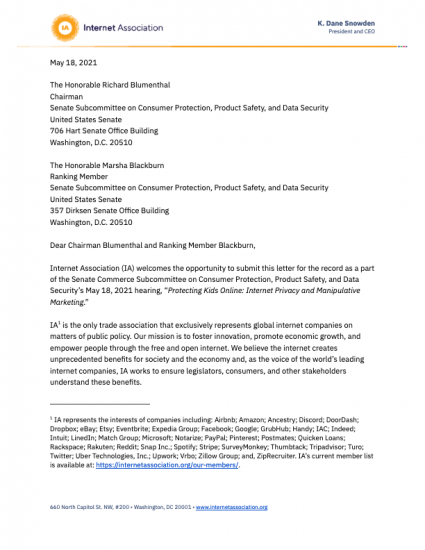 IA Internet Association
K. Dane Snowden
President and CEO
May 18, 2021
The Honorable Richard Blumenthal
Chairman
Senate Subcommittee on Consumer Protection, Product Safety, and Data Security
United States Senate
706 Hart Senate Office Building
Washington, D.C. 20510
The Honorable Marsha Blackburn
Ranking Member
Senate Subcommittee on Consumer Protection, Product Safety, and Data Security
United States Senate
357 Dirksen Senate Office Building
Washington, D.C. 20510
Dear Chairman Blumenthal and Ranking Member Blackburn,
Internet Association (IA) welcomes the opportunity to submit this letter for the record as a part
of the Senate Commerce Subcommittee on Consumer Protection, Product Safety, and Data
Security's May 18, 2021 hearing, "Protecting Kids Online: Internet Privacy and Manipulative
Marketing."
IA¹ is the only trade association that exclusively represents global internet companies on
matters of public policy. Our mission is to foster innovation, promote economic growth, and
empower people through the free and open internet. We believe the internet creates
unprecedented benefits for society and the economy and, as the voice of the world's leading
internet companies, IA works to ensure legislators, consumers, and other stakeholders
understand these benefits.
¹ IA represents the interests of companies including: Airbnb; Amazon; Ancestry; Discord; DoorDash;
Dropbox; eBay; Etsy; Eventbrite; Expedia Group; Facebook; Google; GrubHub; Handy; IAC; Indeed;
Intuit; LinkedIn; Match Group; Microsoft; Notarize; PayPal; Pinterest; Postmates; Quicken Loans;
Rackspace; Rakuten; Reddit; Snap Inc.; Spotify; Stripe; SurveyMonkey; Thumbtack; Tripadvisor; Turo;
Twitter; Uber Technologies, Inc.; Upwork; Vrbo; Zillow Group; and, ZipRecruiter. IA's current member list
is available at: https://internetassociation.org/our-members/.
660 North Capitol St. NW, #200 • Washington, DC 20001 • www.internetassociation.org